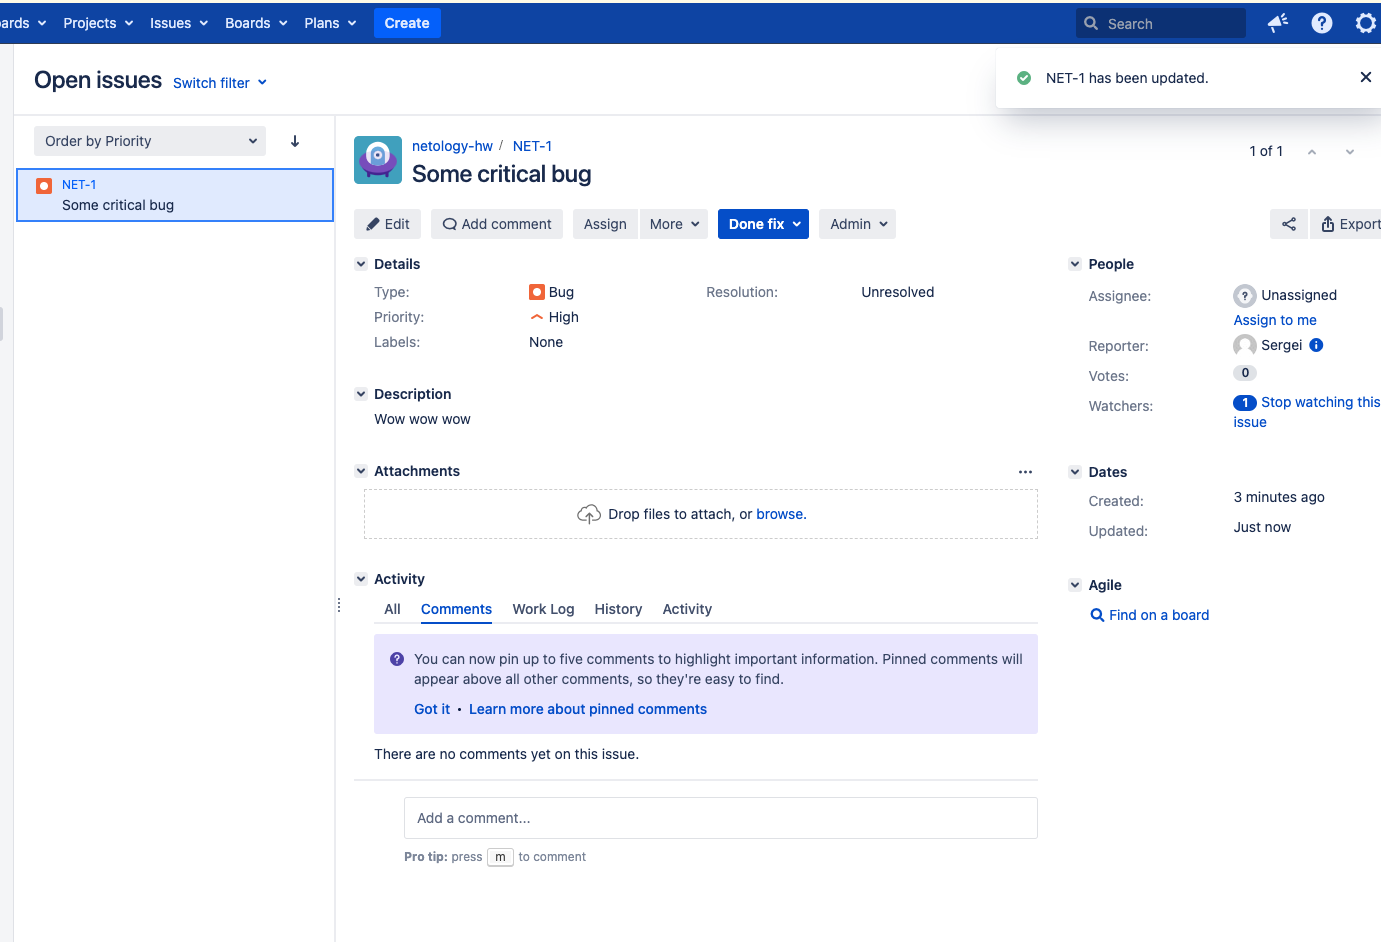 ards Projects Issues Boards Plans Create Search
NET-1 has been updated.
Open issues Switch filter
Order by Priority
NET-1
Some critical bug
netology-hw / NET-1
Some critical bug
1 of 1
Edit Add comment Assign More Done fix Admin Export
Details
Type: Bug Resolution: Unresolved
Priority: High
Labels: None
Description
Wow wow wow
Attachments
Drop files to attach, or browse.
Activity
All Comments Work Log History Activity
You can now pin up to five comments to highlight important information. Pinned comments will
appear above all other comments, so they're easy to find.
Got it • Learn more about pinned comments
There are no comments yet on this issue.
Add a comment...
Pro tip: press m to comment
People
Assignee: Unassigned
Assign to me
Reporter: Sergei
Votes: 0
Watchers: 1 Stop watching this
issue
Dates
Created: 3 minutes ago
Updated: Just now
Agile
Find on a board